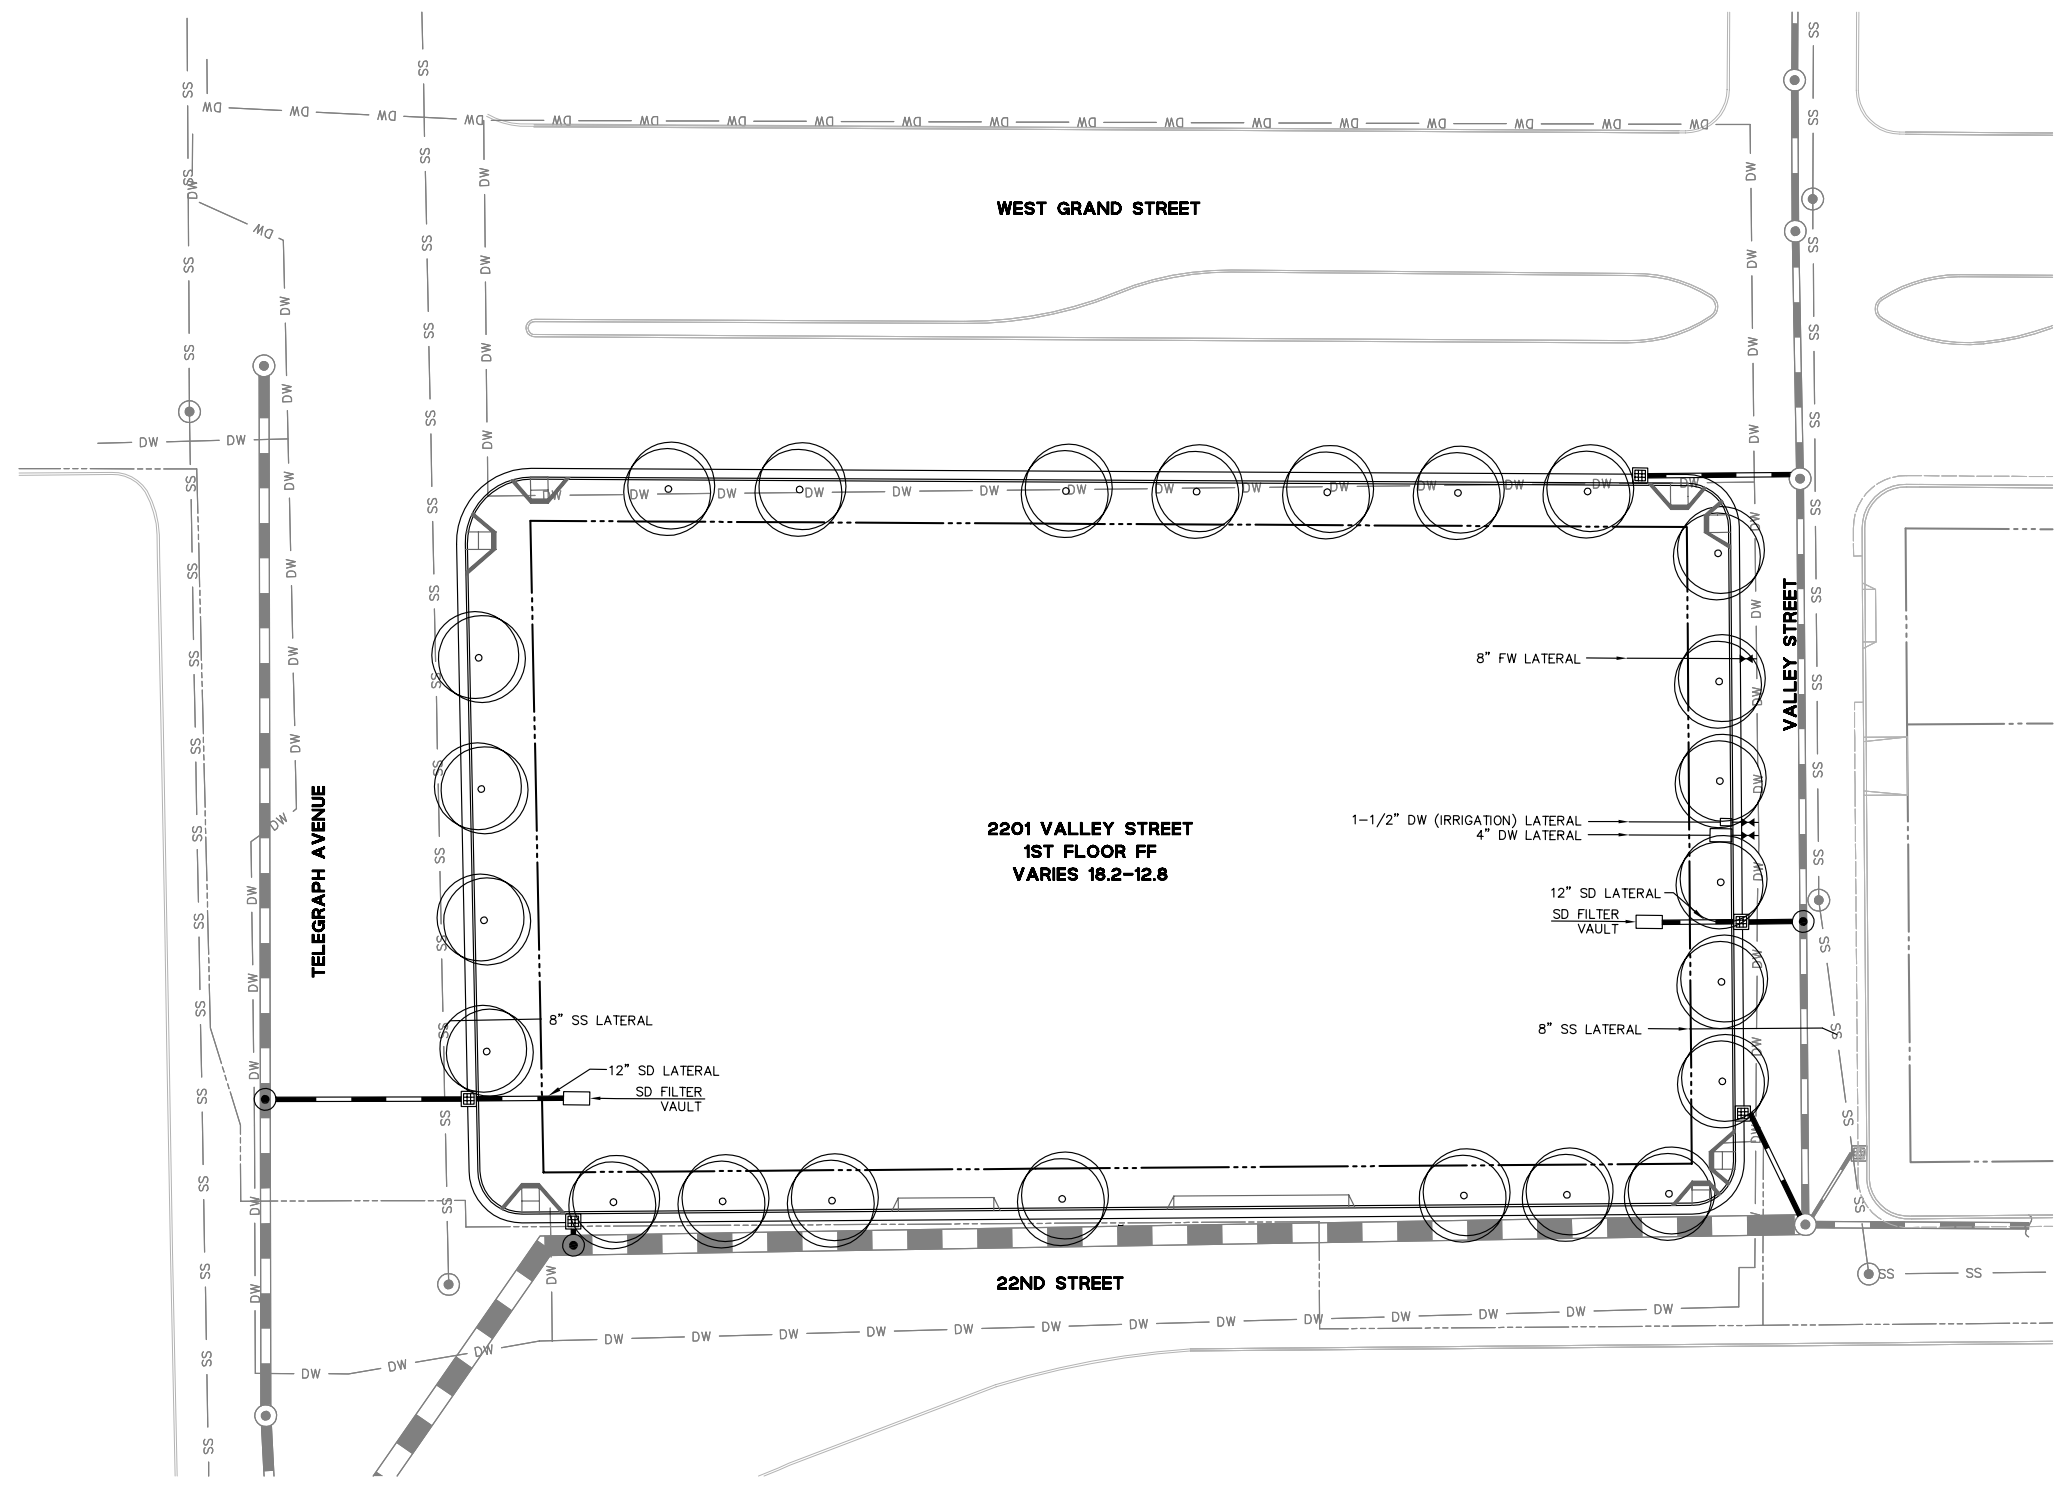 WEST GRAND STREET
VALLEY STREET
8" FW LATERAL
TELEGRAPH AVENUE
2201 VALLEY STREET
1ST FLOOR FF
VARIES 18.2-12.8
1-1/2" DW (IRRIGATION) LATERAL
4" DW LATERAL
12" SD LATERAL
SD FILTER
VAULT
8" SS LATERAL
8" SS LATERAL
12" SD LATERAL
SD FILTER
VAULT
22ND STREET
SS
DW